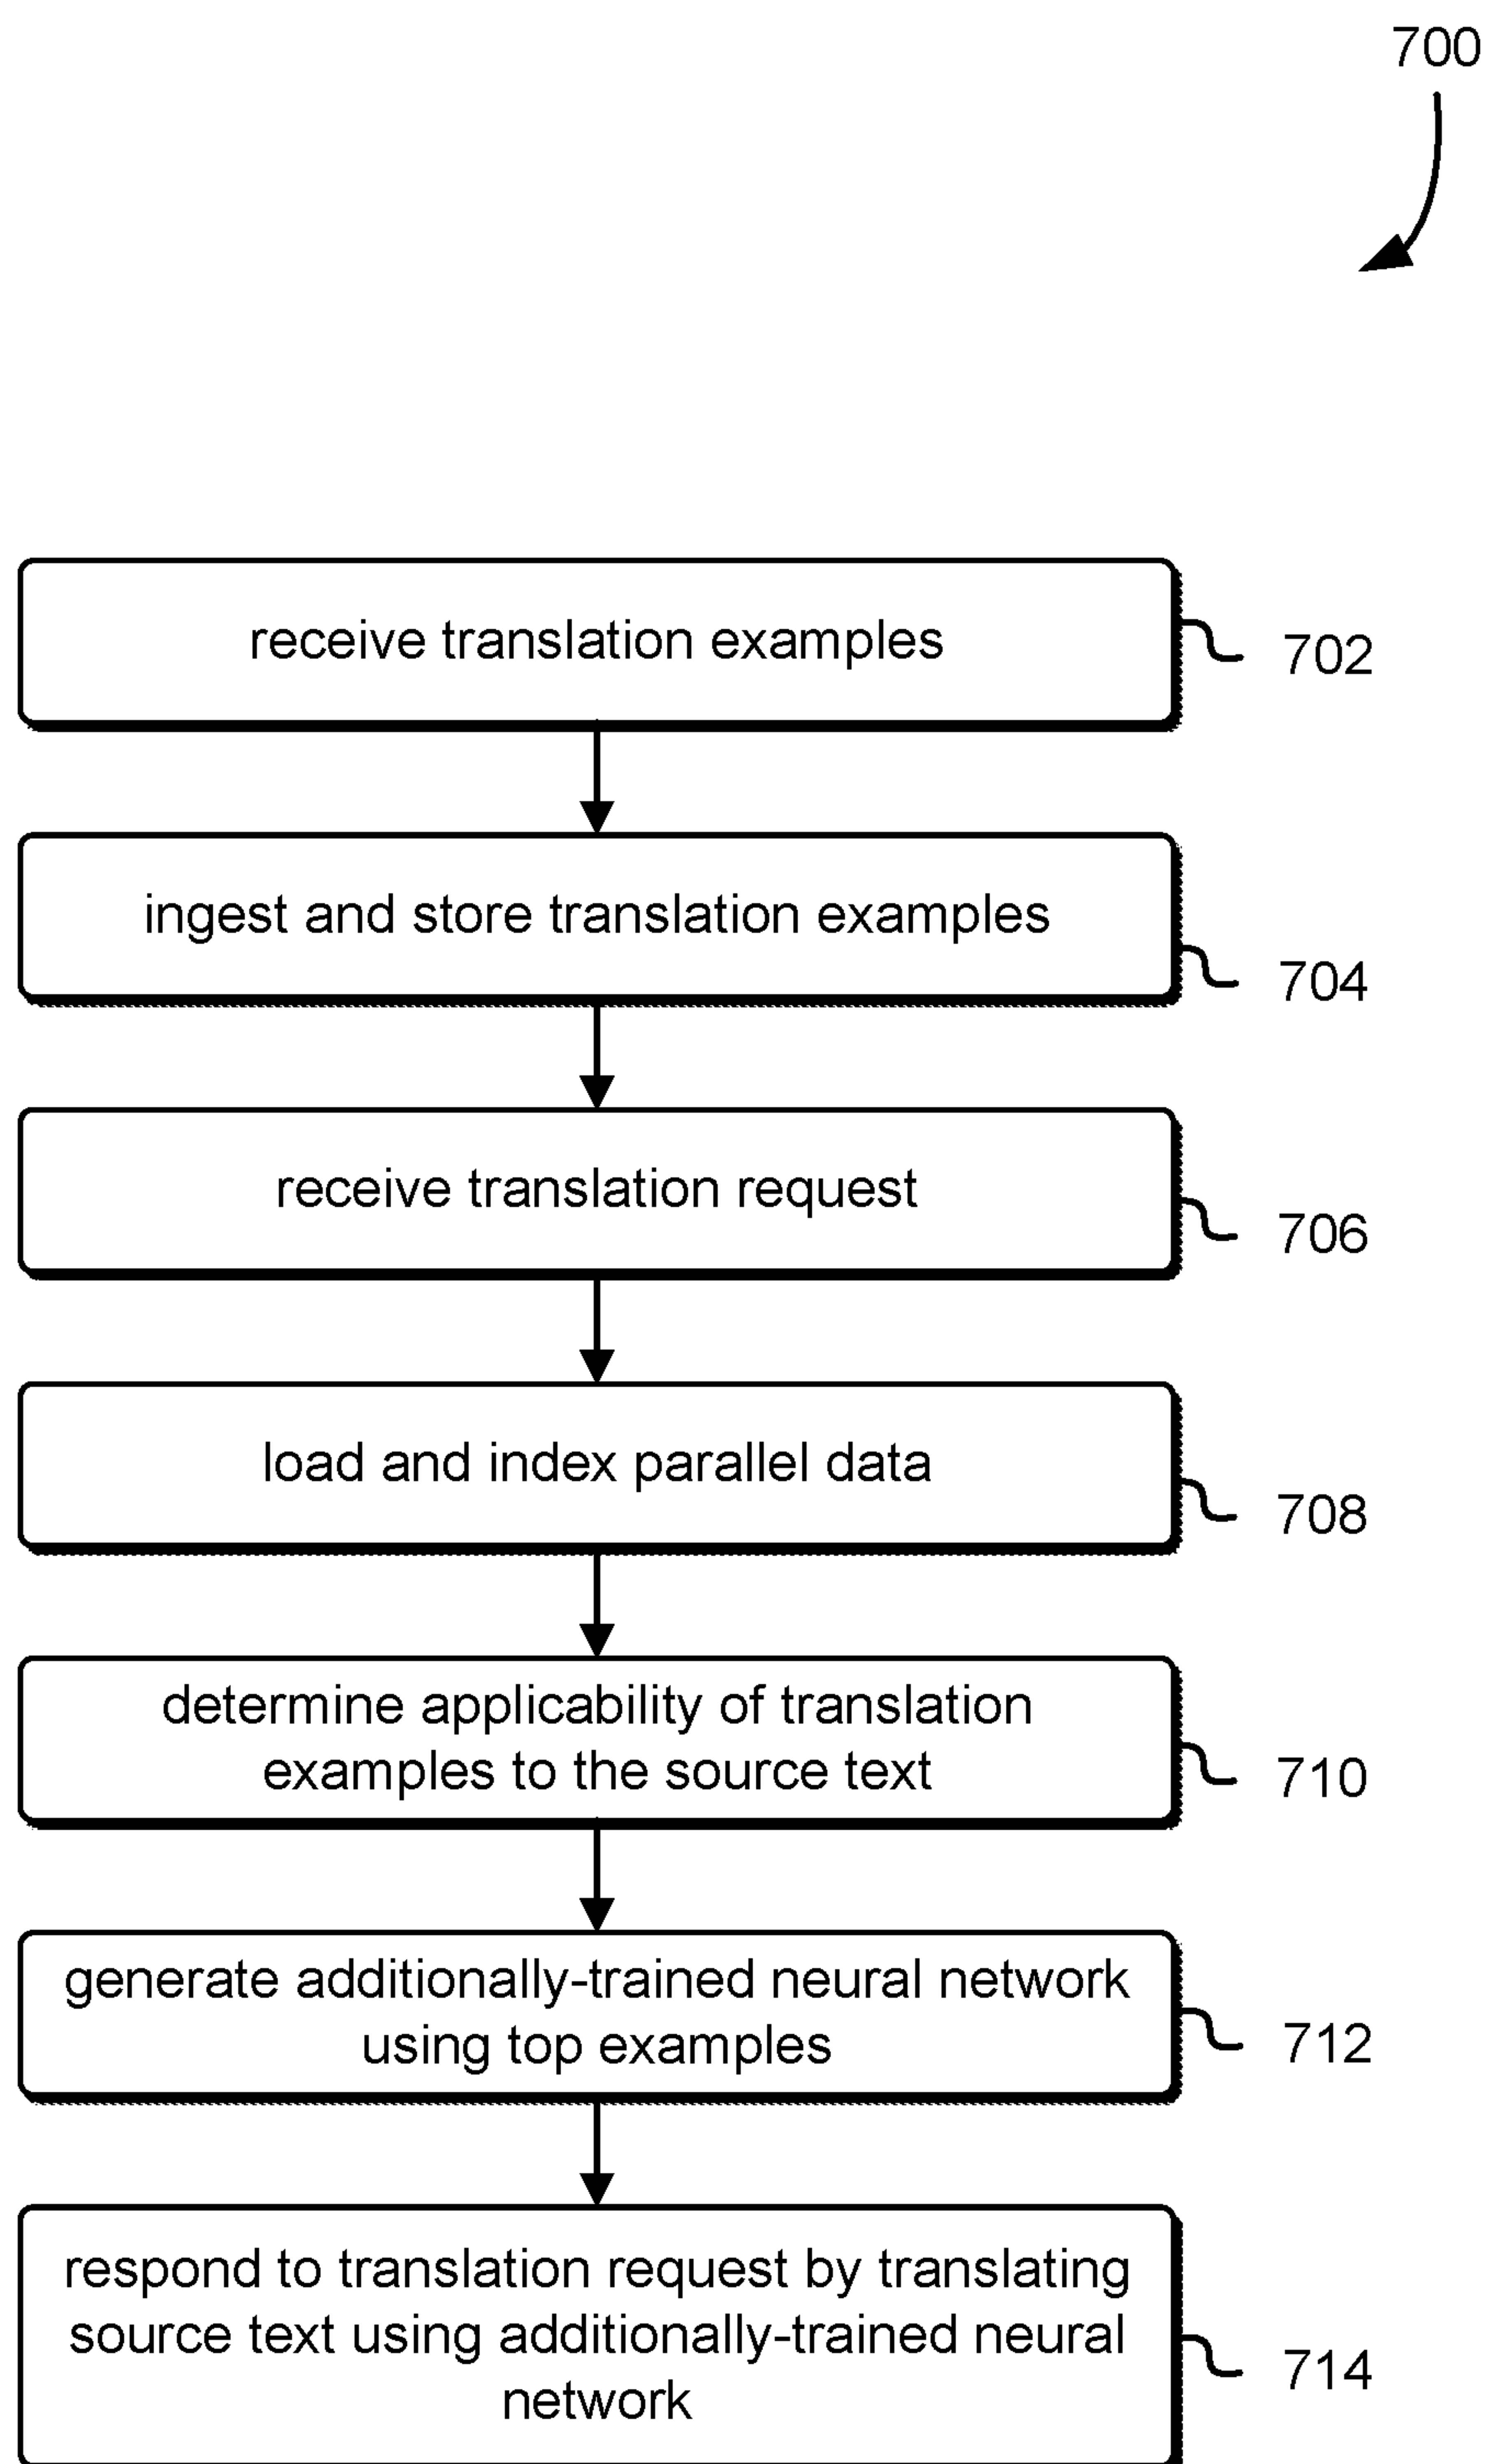 700
receive translation examples
702
ingest and store translation examples
704
receive translation request
706
load and index parallel data
708
determine applicability of translation
examples to the source text
710
generate additionally-trained neural network
using top examples
712
respond to translation request by translating
source text using additionally-trained neural
network
714